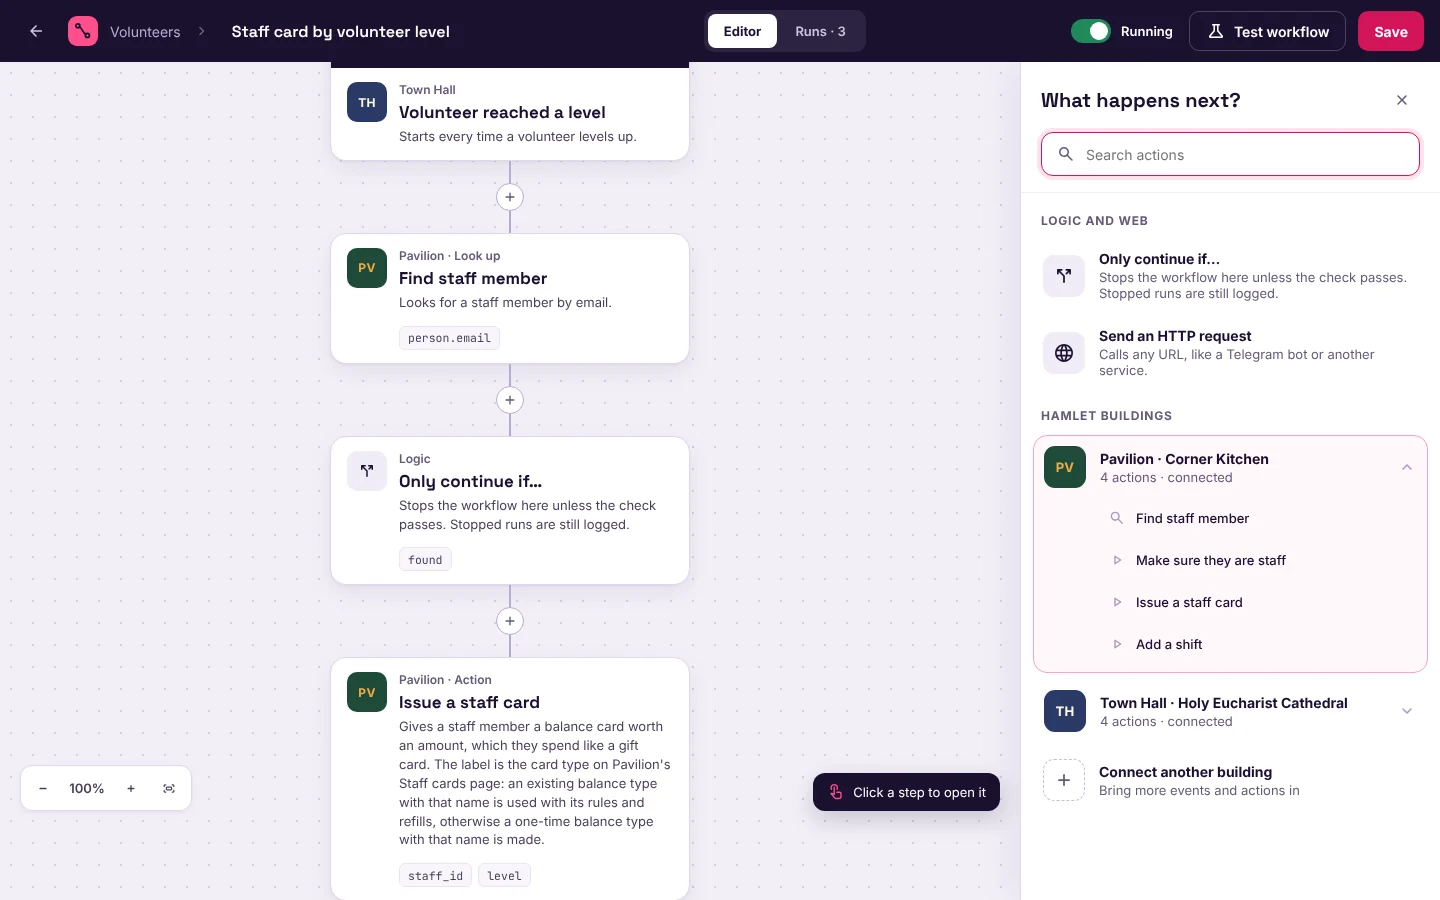 Volunteers
Staff card by volunteer level
Editor
Runs · 3
Running
Test workflow
Save
TH
Town Hall
Volunteer reached a level
Starts every time a volunteer levels up.
PV
Pavilion · Look up
Find staff member
Looks for a staff member by email.
person.email
Logic
Only continue if...
Stops the workflow here unless the check
passes. Stopped runs are still logged.
found
PV
Pavilion · Action
Issue a staff card
Gives a staff member a balance card worth
an amount, which they spend like a gift
card. The label is the card type on Pavilion's
Staff cards page: an existing balance type
with that name is used with its rules and
refills, otherwise a one-time balance type
with that name is made.
staff_id
level
100%
Click a step to open it
What happens next?
Search actions
LOGIC AND WEB
Only continue if...
Stops the workflow here unless the check passes.
Stopped runs are still logged.
Send an HTTP request
Calls any URL, like a Telegram bot or another
service.
HAMLET BUILDINGS
PV
Pavilion · Corner Kitchen
4 actions · connected
Find staff member
Make sure they are staff
Issue a staff card
Add a shift
TH
Town Hall · Holy Eucharist Cathedral
4 actions · connected
Connect another building
Bring more events and actions in